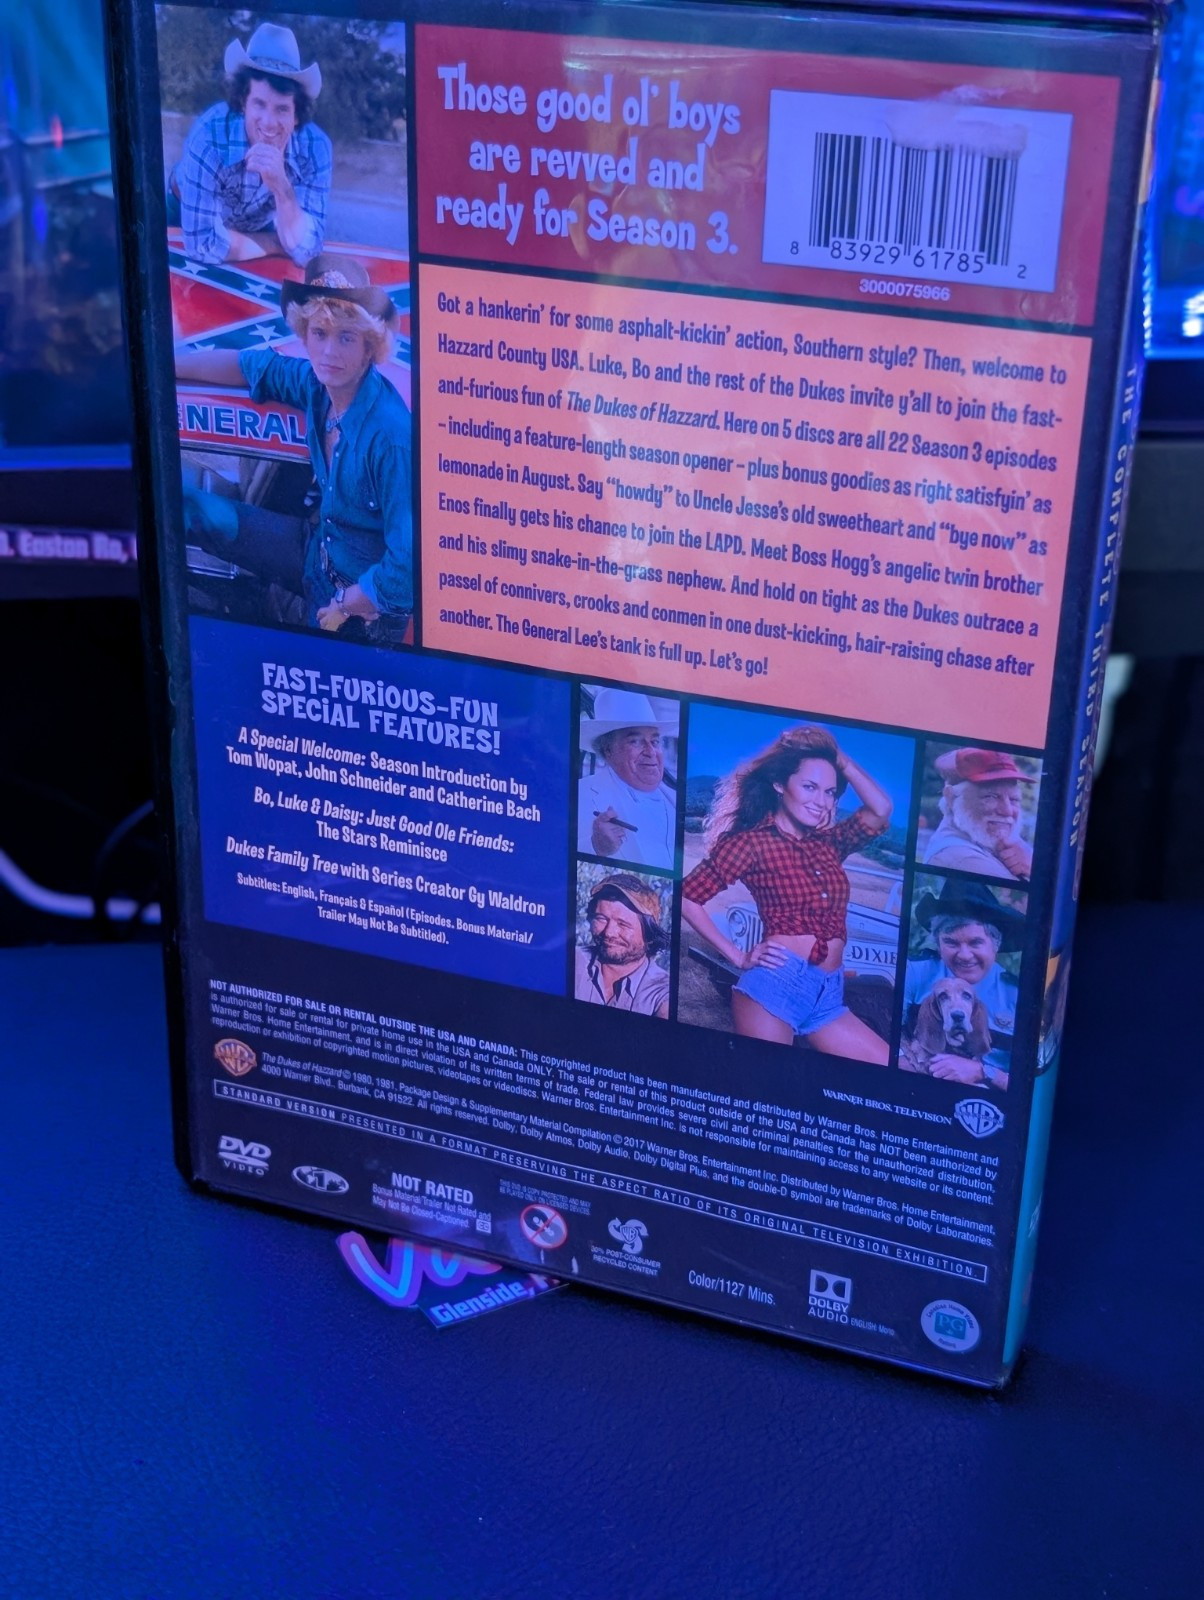 Those good ol' boys
are revved and
ready for Season 3.
8 83929 61785 2
3000075966
Got a hankerin' for some asphalt-kickin' action, Southern style? Then, welcome to
Hazzard County USA. Luke, Bo and the rest of the Dukes invite y'all to join the fast-
and-furious fun of The Dukes of Hazzard. Here on 5 discs are all 22 Season 3 episodes
– including a feature-length season opener – plus bonus goodies as right satisfyin' as
lemonade in August. Say "howdy" to Uncle Jesse's old sweetheart and "bye now" as
Enos finally gets his chance to join the LAPD. Meet Boss Hogg's angelic twin brother
and his slimy snake-in-the-grass nephew. And hold on tight as the Dukes outrace a
passel of connivers, crooks and conmen in one dust-kicking, hair-raising chase after
another. The General Lee's tank is full up. Let's go!
ENERAL
FAST-FURIOUS-FUN
SPECIAL FEATURES!
A Special Welcome: Season Introduction by
Tom Wopat, John Schneider and Catherine Bach
Bo, Luke & Daisy: Just Good Ole Friends:
The Stars Reminisce
Dukes Family Tree with Series Creator Gy Waldron
Subtitles: English, Français & Español (Episodes. Bonus Material/
Trailer May Not Be Subtitled).
DIXIE
NOT AUTHORIZED FOR SALE OR RENTAL OUTSIDE THE USA AND CANADA: This copyrighted product has been manufactured and distributed by Warner Bros. Home Entertainment and
is authorized for sale or rental for private home use in the USA and Canada ONLY. The sale or rental of this product outside of the USA and Canada has NOT been authorized by
Warner Bros. Home Entertainment, and is in direct violation of its written terms of trade. Federal law provides severe civil and criminal penalties for the unauthorized distribution,
reproduction or exhibition of copyrighted motion pictures, videotapes or videodiscs. Warner Bros. Entertainment Inc. is not responsible for maintaining access to any website or its content.
WARNER BROS. TELEVISION
The Dukes of Hazzard © 1980, 1981, Package Design & Supplementary Material Compilation © 2017 Warner Bros. Entertainment Inc. Distributed by Warner Bros. Home Entertainment,
4000 Warner Blvd., Burbank, CA 91522. All rights reserved. Dolby, Dolby Atmos, Dolby Audio, Dolby Digital Plus, and the double-D symbol are trademarks of Dolby Laboratories.
STANDARD VERSION PRESENTED IN A FORMAT PRESERVING THE ASPECT RATIO OF ITS ORIGINAL TELEVISION EXHIBITION.
DVD
VIDEO
1
NOT RATED
Bonus Material/Trailer Not Rated and
May Not Be Closed-Captioned.
THIS DVD IS COPY PROTECTED AND MAY
BE PLAYED ONLY ON LICENSED DEVICES.
30% POST-CONSUMER
RECYCLED CONTENT
Color/1127 Mins.
DOLBY
AUDIO ENGLISH: Mono
PG
THE COMPLETE THIRD SEASON
Easton Rd,
Glenside,